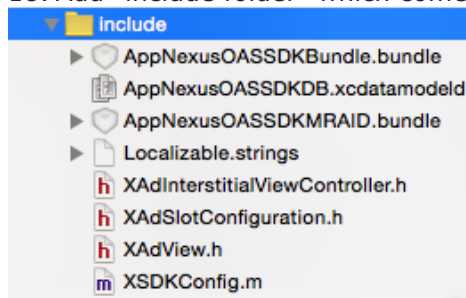 include
AppNexusOASSDKBundle.bundle
AppNexusOASSDKDB.xcdatamodeld
AppNexusOASSDKMRAID.bundle
Localizable.strings
h XAdInterstitialViewController.h
h XAdSlotConfiguration.h
h XAdView.h
m XSDKConfig.m